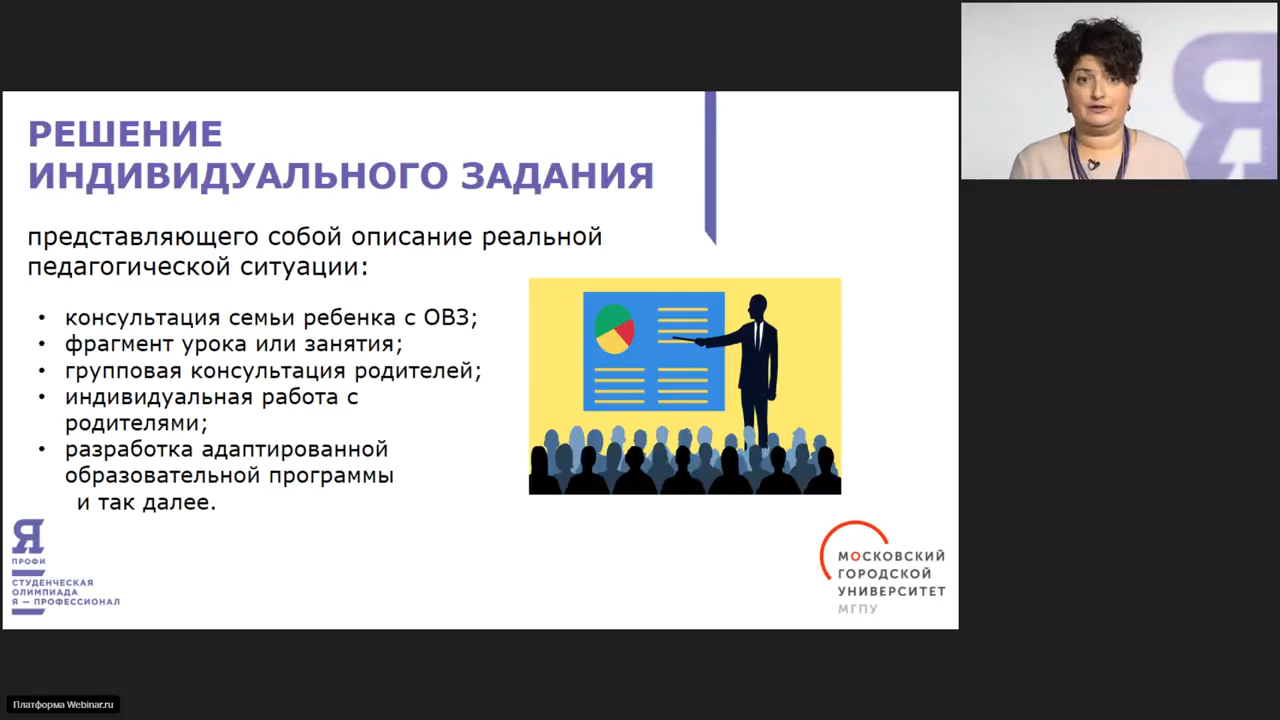 РЕШЕНИЕ
ИНДИВИДУАЛЬНОГО ЗАДАНИЯ
представляющего собой описание реальной
педагогической ситуации:
• консультация семьи ребенка с ОВЗ;
• фрагмент урока или занятия;
• групповая консультация родителей;
• индивидуальная работа с
родителями;
• разработка адаптированной
образовательной программы
и так далее.
Я
ПРОФИ
СТУДЕНЧЕСКАЯ
ОЛИМПИАДА
Я — ПРОФЕССИОНАЛ
МОСКОВСКИЙ
ГОРОДСКОЙ
УНИВЕРСИТЕТ
МГПУ
Я
Платформа Webinar.ru